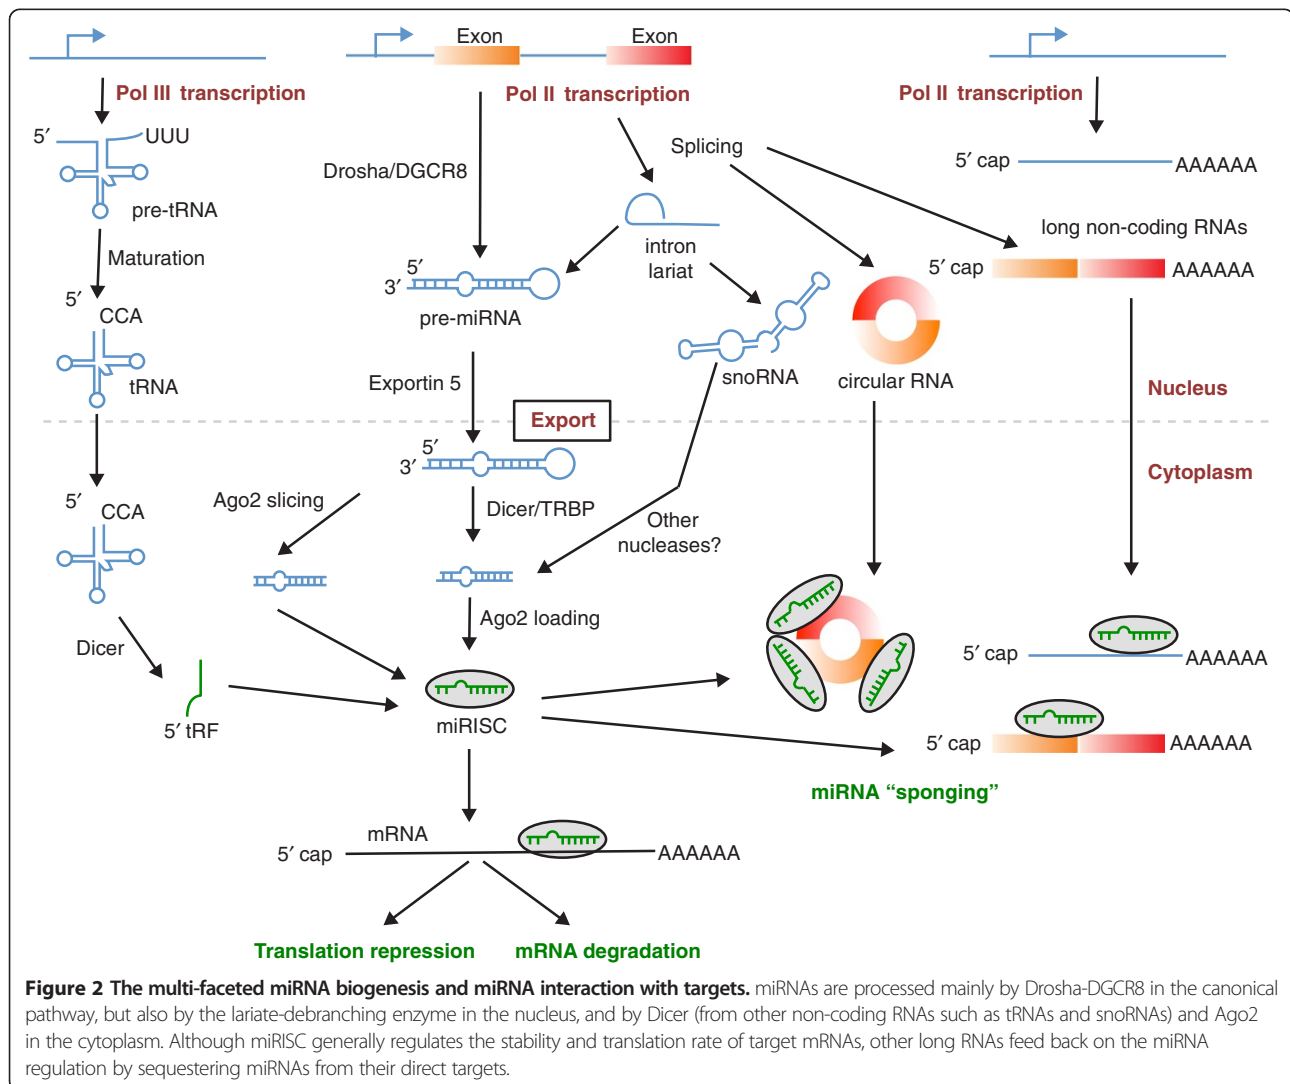 Exon
Exon
Pol III transcription
Pol II transcription
Pol II transcription
5′
UUU
pre-tRNA
Drosha/DGCR8
Splicing
5′ cap
AAAAAA
long non-coding RNAs
Maturation
intron
lariat
5′ cap
AAAAAA
5′
3′
pre-miRNA
5′
CCA
tRNA
snoRNA
circular RNA
Exportin 5
Nucleus
Export
Cytoplasm
5′
3′
5′
CCA
Ago2 slicing
Dicer/TRBP
Other
nucleases?
Ago2 loading
Dicer
5′ tRF
miRISC
5′ cap
AAAAAA
5′ cap
AAAAAA
miRNA “sponging”
mRNA
5′ cap
AAAAAA
Translation repression
mRNA degradation
Figure 2 The multi-faceted miRNA biogenesis and miRNA interaction with targets. miRNAs are processed mainly by Drosha-DGCR8 in the canonical
pathway, but also by the lariate-debranching enzyme in the nucleus, and by Dicer (from other non-coding RNAs such as tRNAs and snoRNAs) and Ago2
in the cytoplasm. Although miRISC generally regulates the stability and translation rate of target mRNAs, other long RNAs feed back on the miRNA
regulation by sequestering miRNAs from their direct targets.